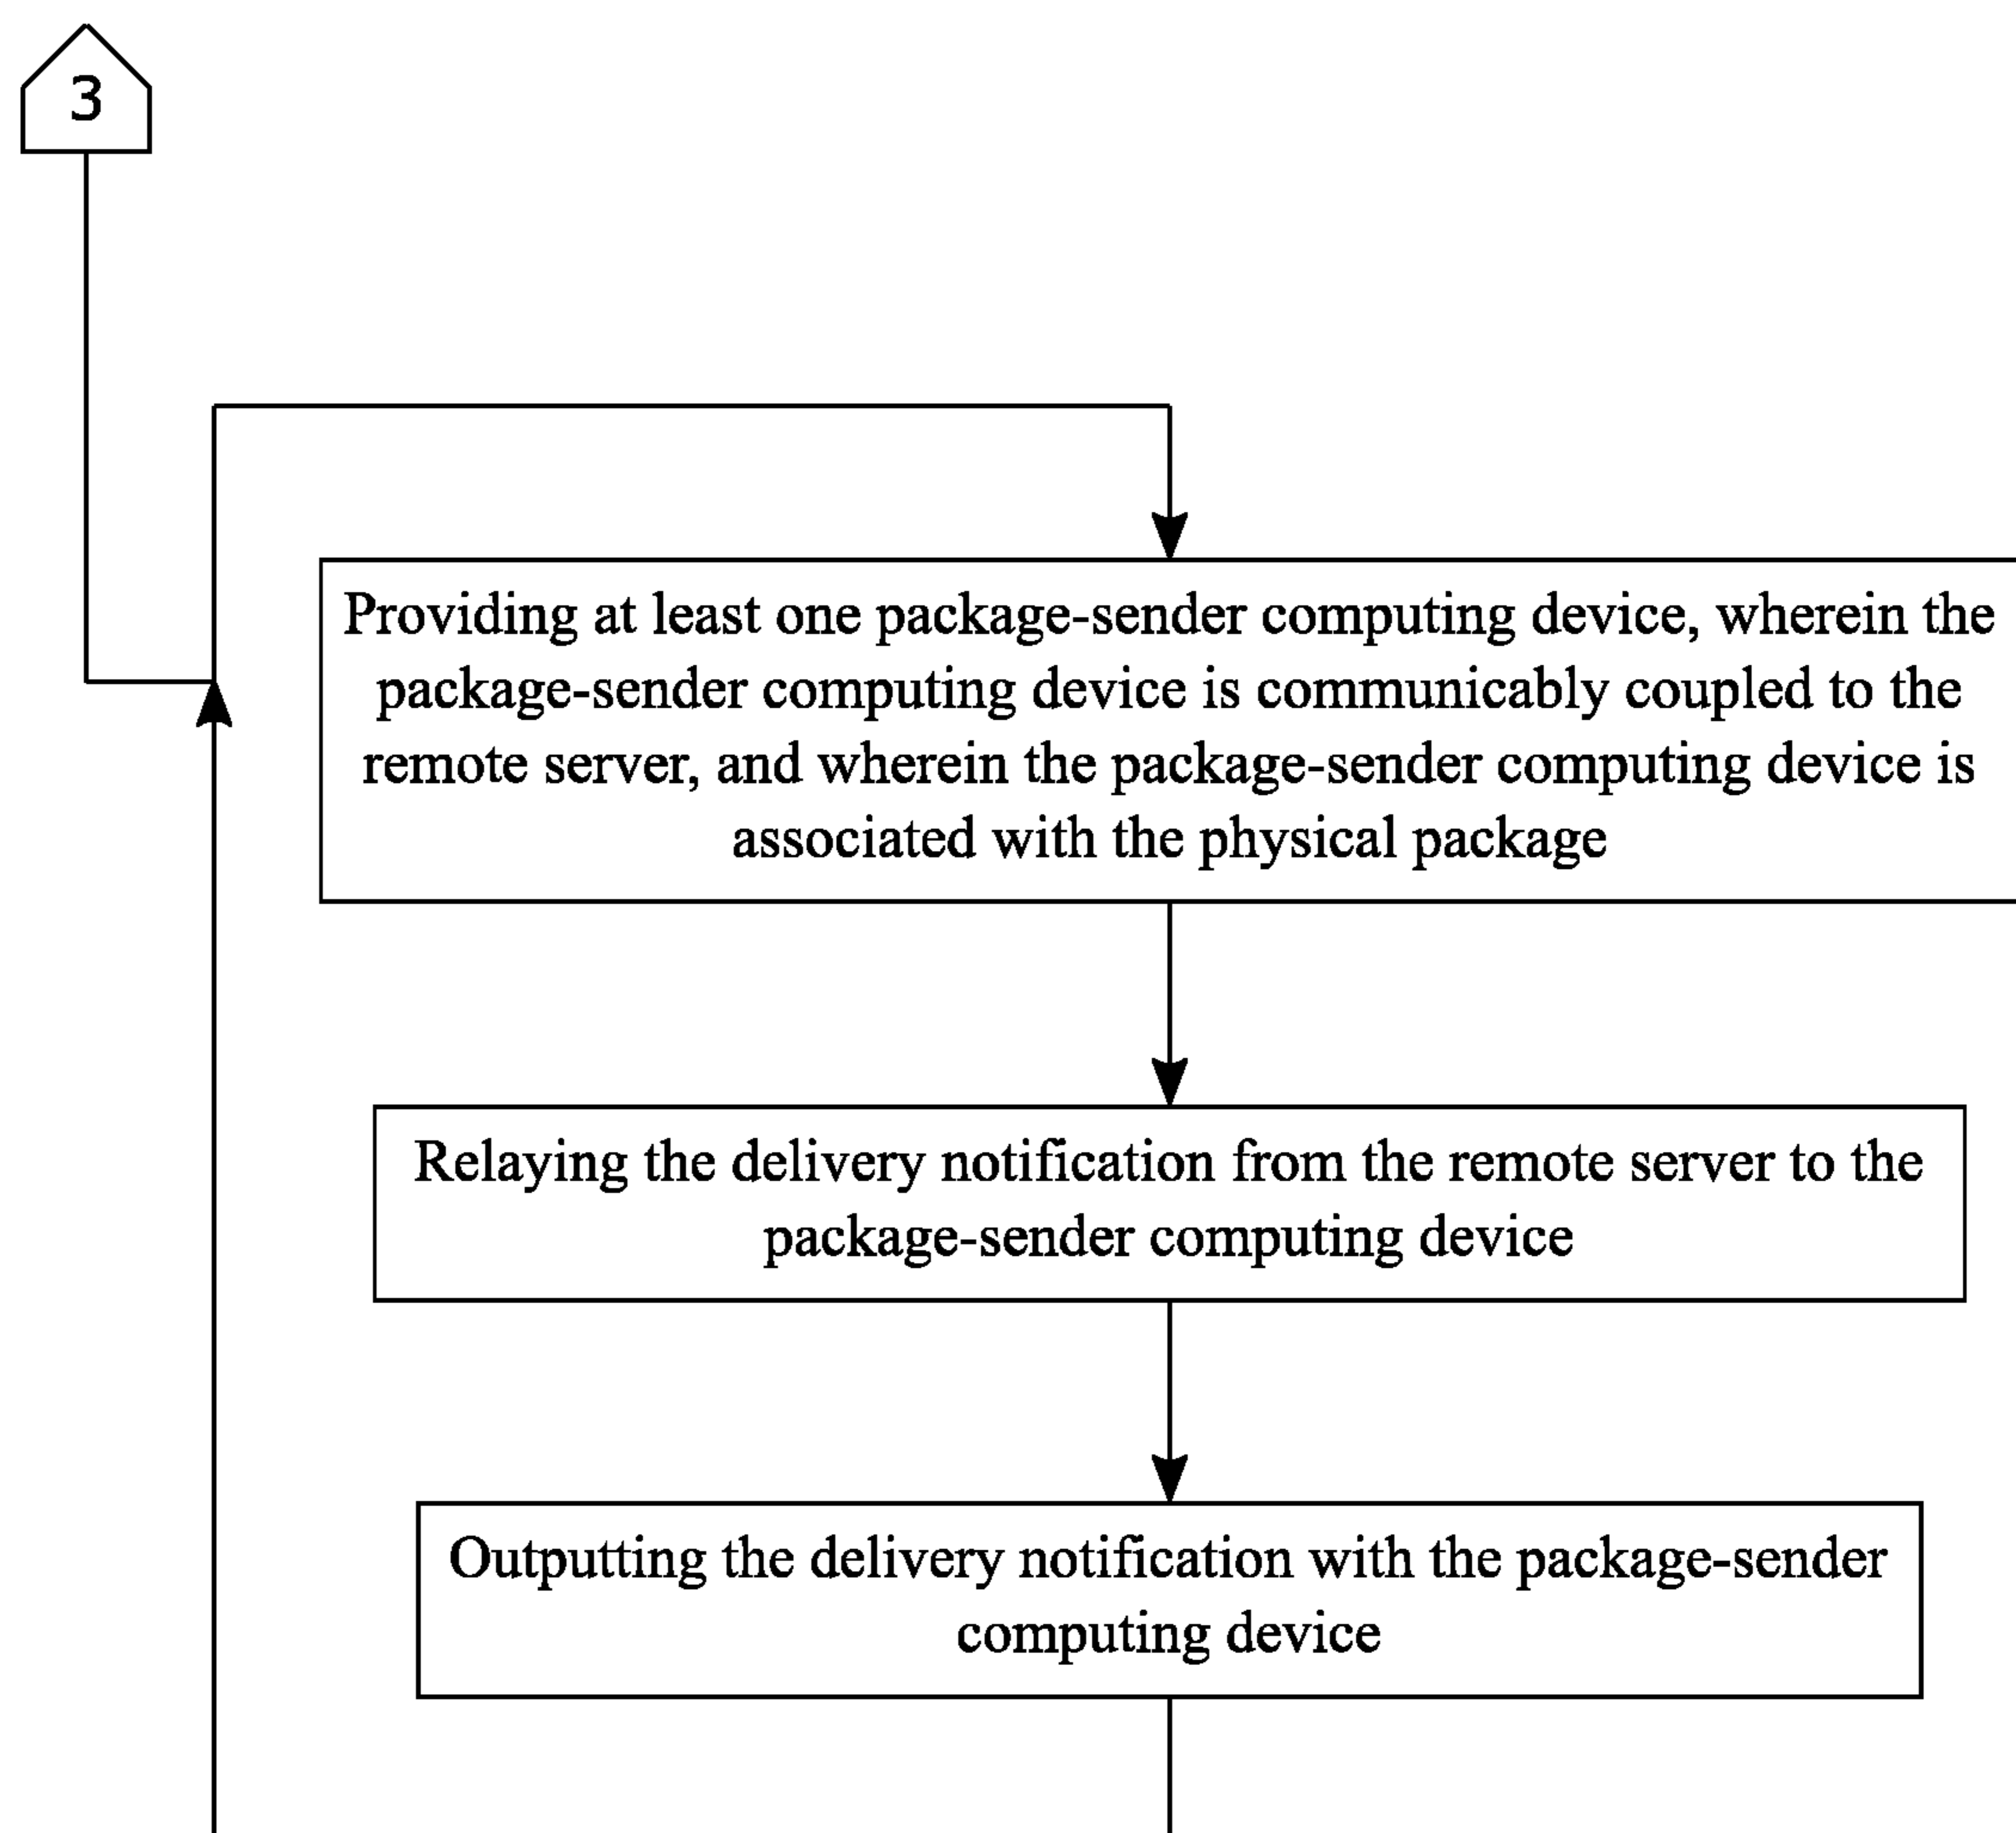 3
Providing at least one package-sender computing device, wherein the
package-sender computing device is communicably coupled to the
remote server, and wherein the package-sender computing device is
associated with the physical package
Relaying the delivery notification from the remote server to the
package-sender computing device
Outputting the delivery notification with the package-sender
computing device